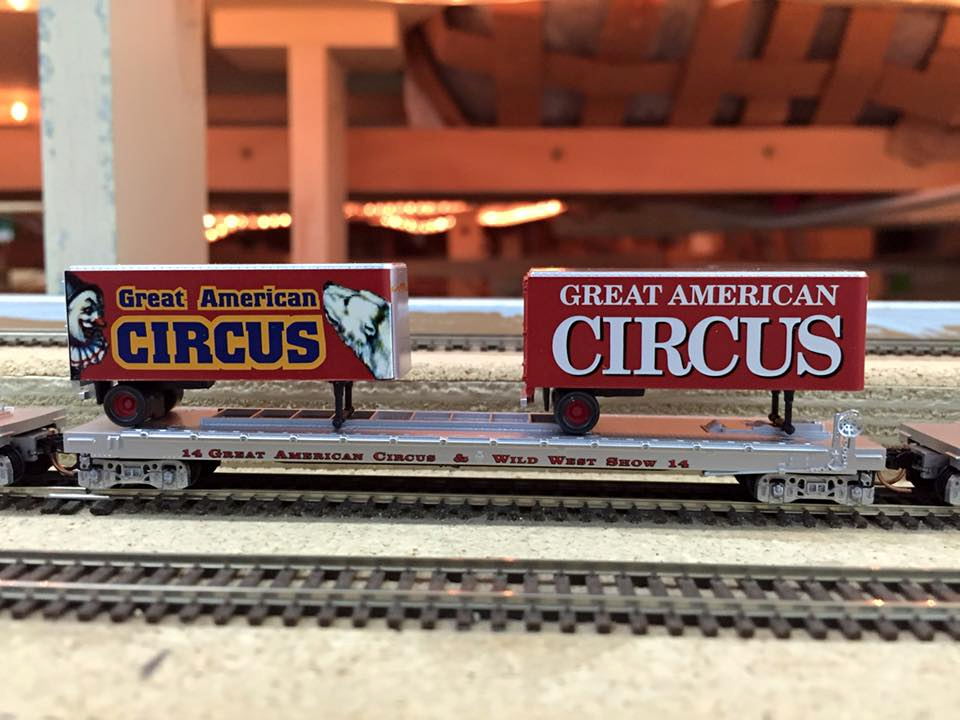 Great American
CIRCUS
GREAT AMERICAN
CIRCUS
14 GREAT AMERICAN CIRCUS & WILD WEST SHOW 14